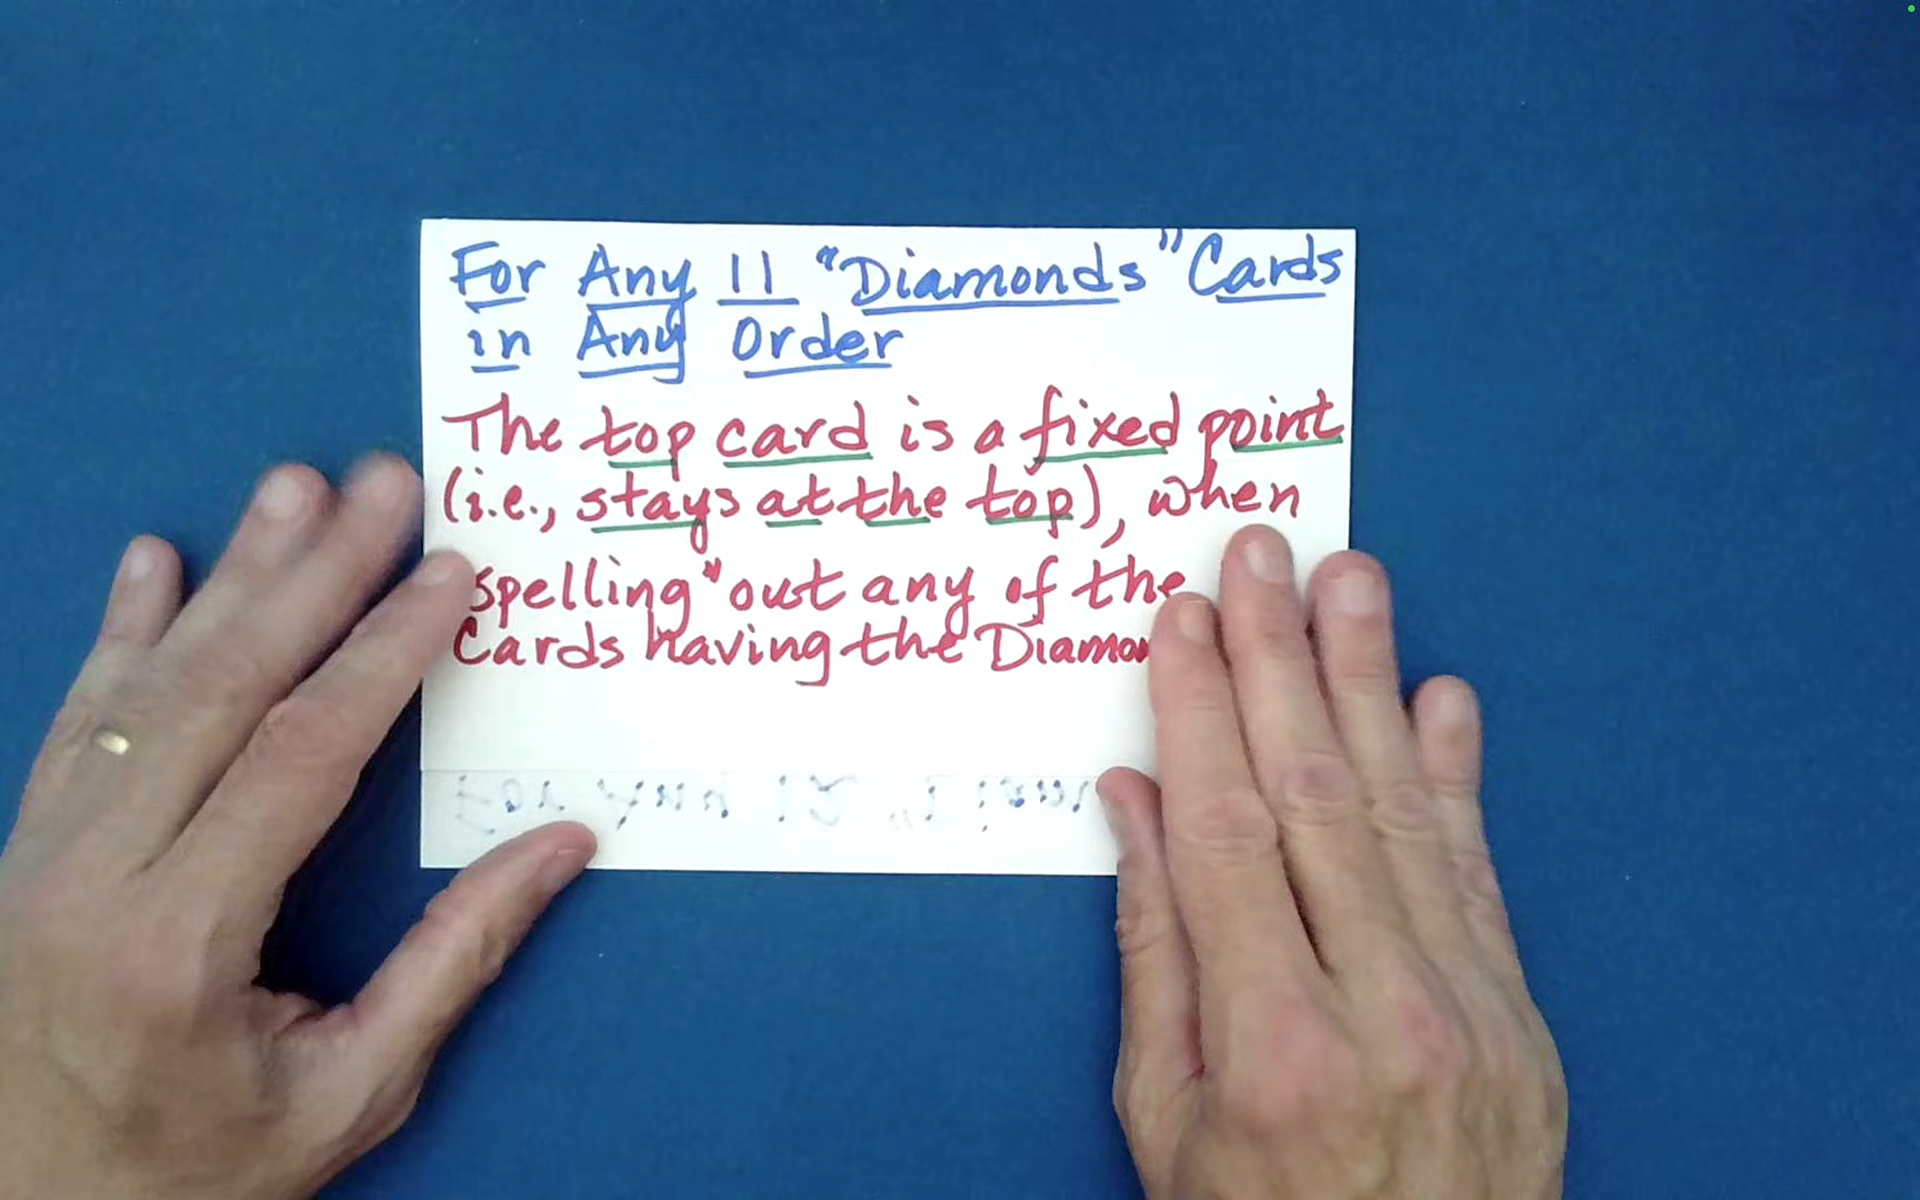 For Any 11 "Diamonds" Cards
in Any Order
The top card is a fixed point
(i.e., stays at the top), when
spelling" out any of the
Cards having the